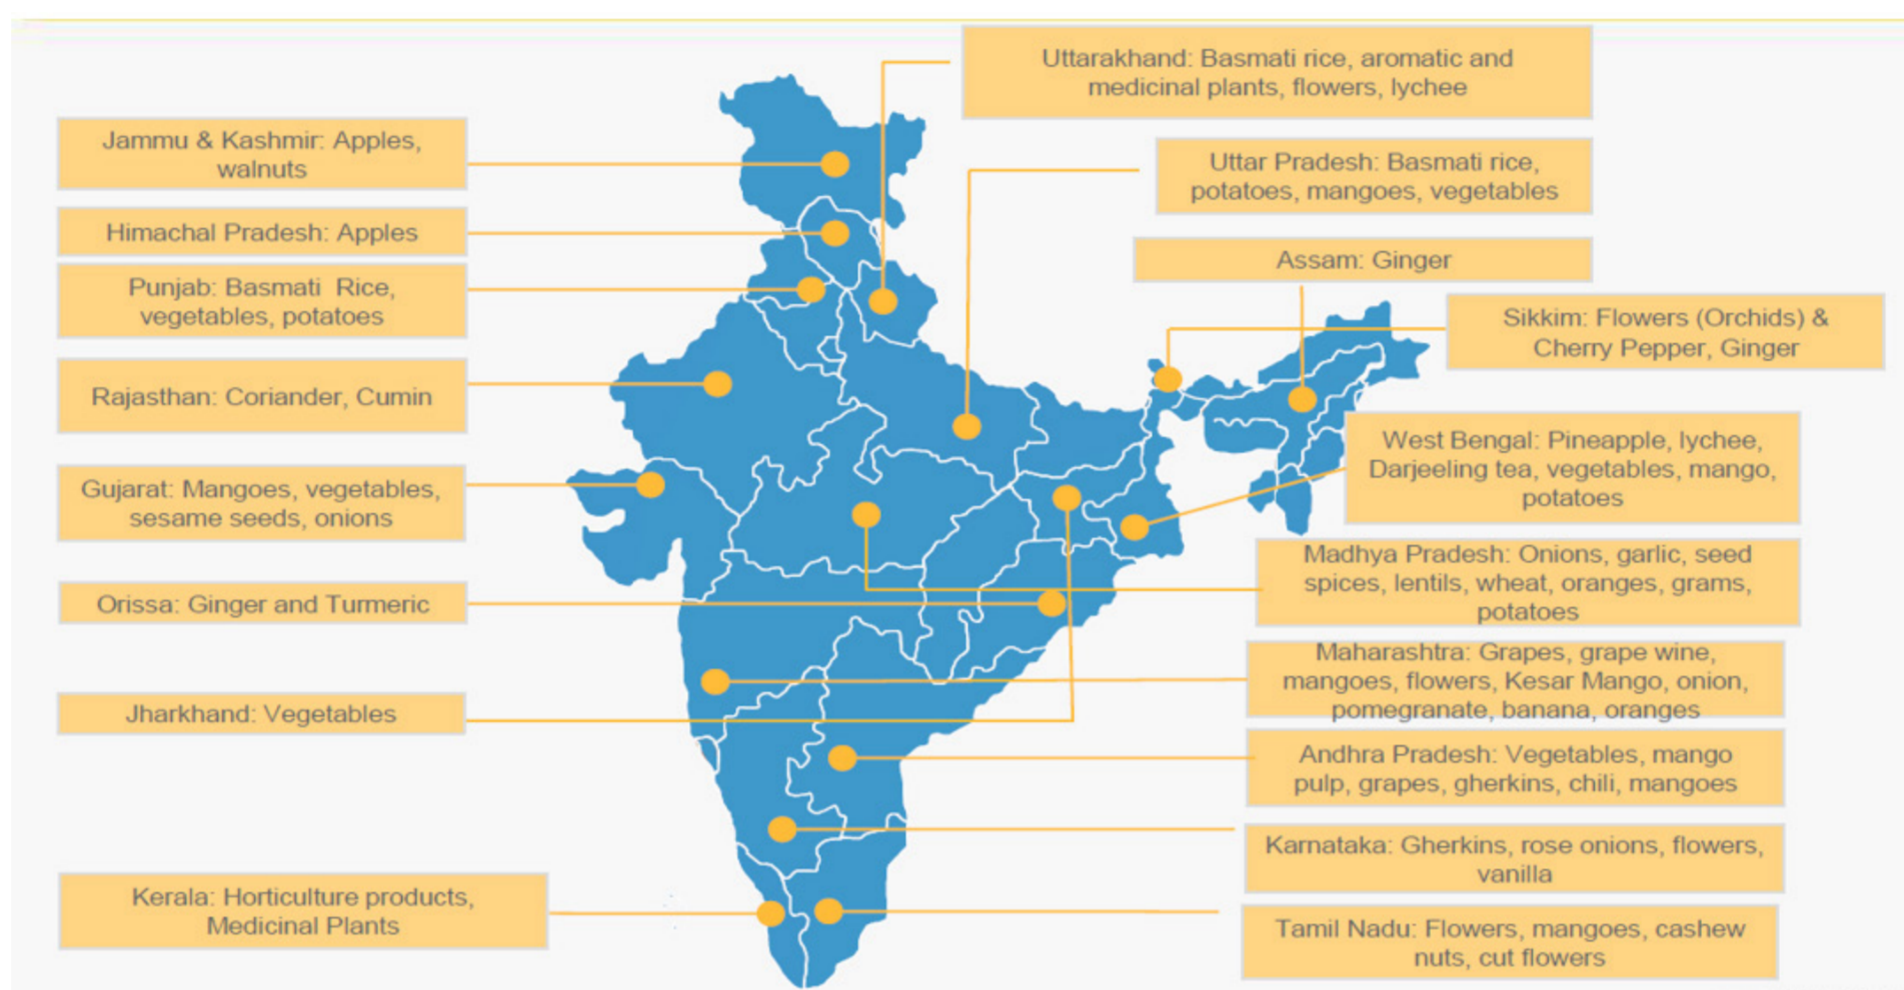 Uttarakhand: Basmati rice, aromatic and
medicinal plants, flowers, lychee
Jammu & Kashmir: Apples,
walnuts
Uttar Pradesh: Basmati rice,
potatoes, mangoes, vegetables
Himachal Pradesh: Apples
Assam: Ginger
Punjab: Basmati Rice,
vegetables, potatoes
Sikkim: Flowers (Orchids) &
Cherry Pepper, Ginger
Rajasthan: Coriander, Cumin
West Bengal: Pineapple, lychee,
Darjeeling tea, vegetables, mango,
potatoes
Gujarat: Mangoes, vegetables,
sesame seeds, onions
Madhya Pradesh: Onions, garlic, seed
spices, lentils, wheat, oranges, grams,
potatoes
Orissa: Ginger and Turmeric
Maharashtra: Grapes, grape wine,
mangoes, flowers, Kesar Mango, onion,
pomegranate, banana, oranges
Jharkhand: Vegetables
Andhra Pradesh: Vegetables, mango
pulp, grapes, gherkins, chili, mangoes
Karnataka: Gherkins, rose onions, flowers,
vanilla
Kerala: Horticulture products,
Medicinal Plants
Tamil Nadu: Flowers, mangoes, cashew
nuts, cut flowers